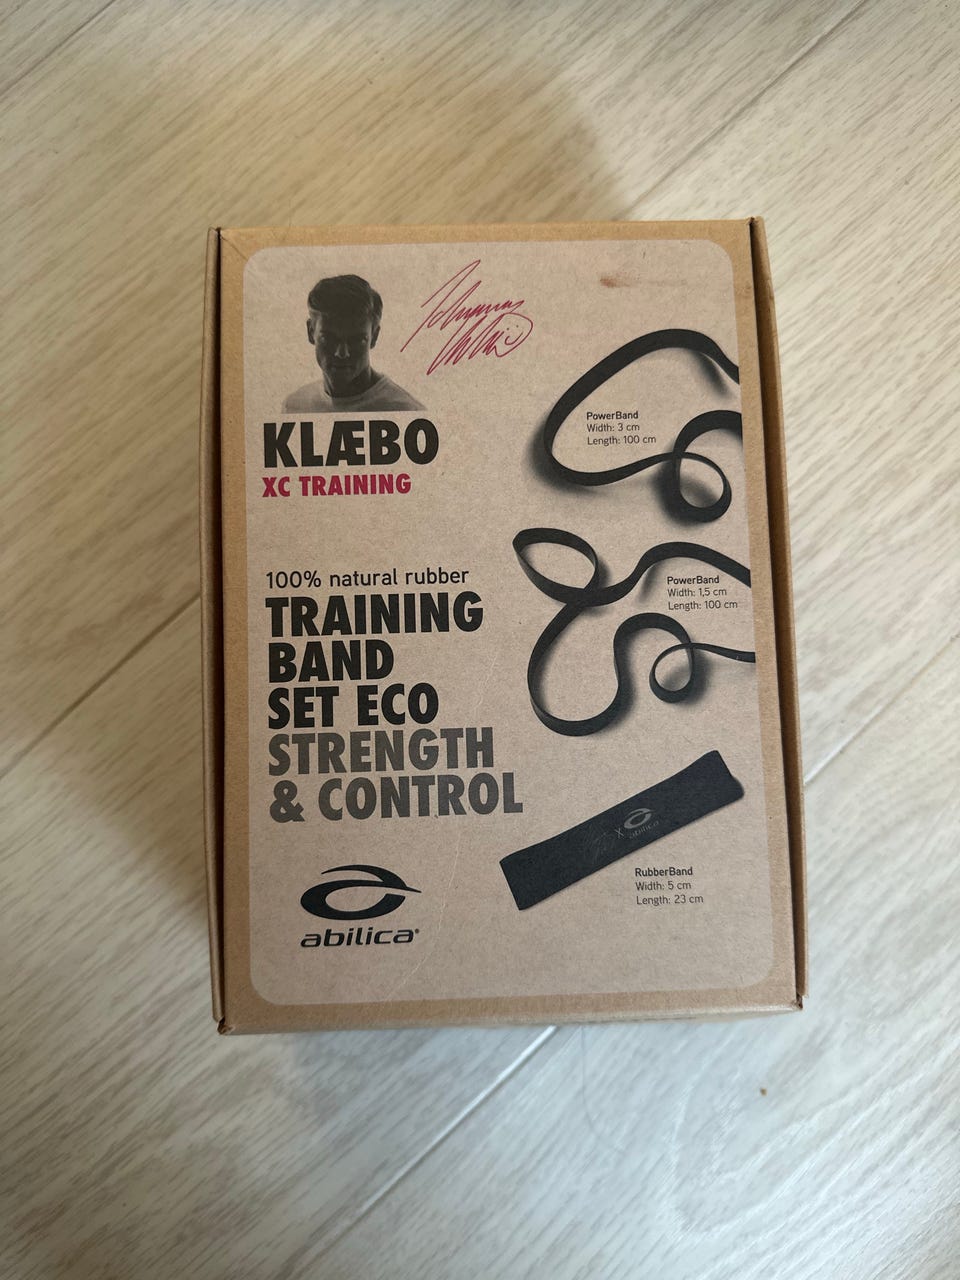 KLÆBO
XC TRAINING
100% natural rubber
TRAINING
BAND
SET ECO
STRENGTH
& CONTROL
abilica®
PowerBand
Width: 3 cm
Length: 100 cm
PowerBand
Width: 1,5 cm
Length: 100 cm
X abilica
RubberBand
Width: 5 cm
Length: 23 cm